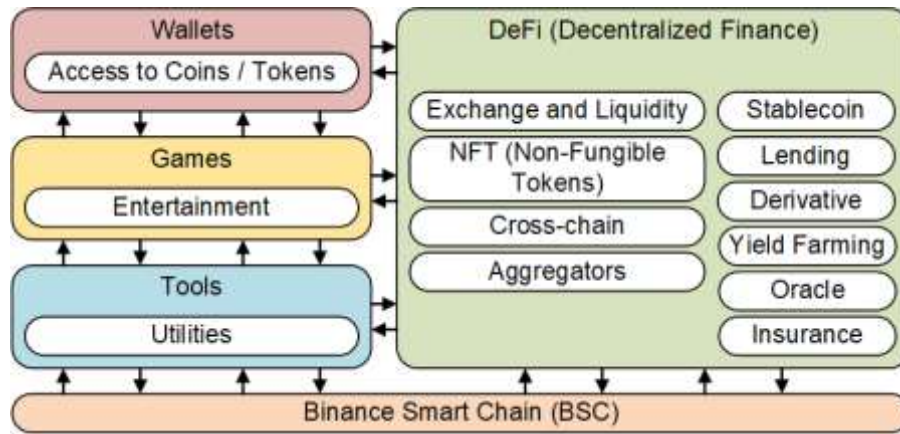 Wallets
Access to Coins / Tokens
Games
Entertainment
Tools
Utilities
DeFi (Decentralized Finance)
Exchange and Liquidity
NFT (Non-Fungible
Tokens)
Cross-chain
Aggregators
Stablecoin
Lending
Derivative
Yield Farming
Oracle
Insurance
Binance Smart Chain (BSC)